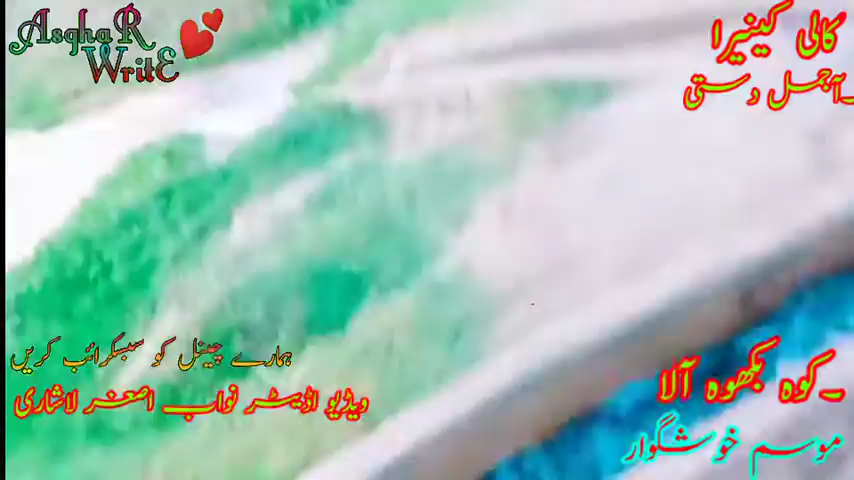 AsghaR
WritE
کالی کینیرا
آجمل دستی
ہمارے چینل کو سبسکرائب کریں
ویڈیو اڈیٹر نواب اصغر لاشاری
کوہ بکھوہ آلا۔
موسم خوشگوار